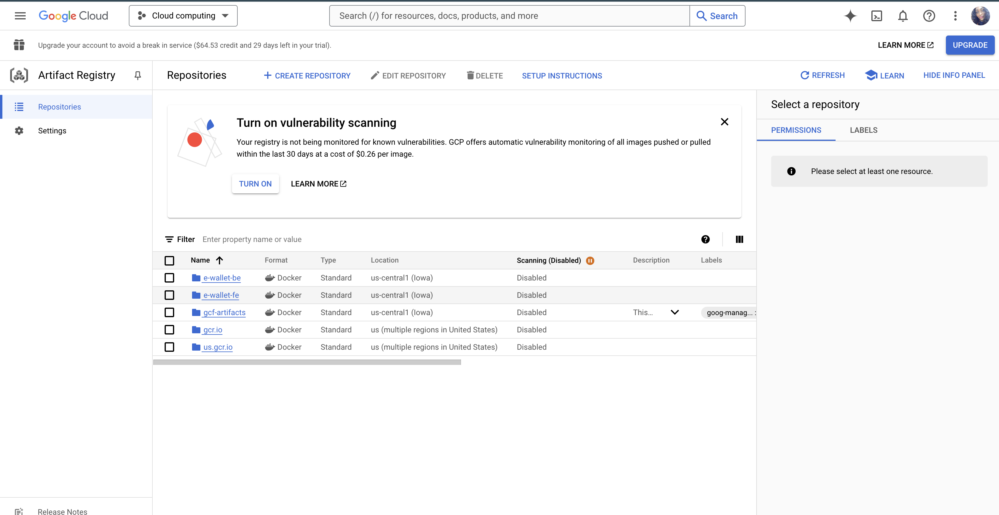 Google Cloud
Cloud computing
Search (/) for resources, docs, products, and more
Search
Upgrade your account to avoid a break in service ($64.53 credit and 29 days left in your trial).
LEARN MORE
UPGRADE
Artifact Registry
Repositories
CREATE REPOSITORY
EDIT REPOSITORY
DELETE
SETUP INSTRUCTIONS
REFRESH
LEARN
HIDE INFO PANEL
Repositories
Settings
Release Notes
Turn on vulnerability scanning
Your registry is not being monitored for known vulnerabilities. GCP offers automatic vulnerability monitoring of all images pushed or pulled
within the last 30 days at a cost of $0.26 per image.
TURN ON
LEARN MORE
Filter Enter property name or value
Name Format Type Location Scanning (Disabled) Description Labels
e-wallet-be Docker Standard us-central1 (Iowa) Disabled
e-wallet-fe Docker Standard us-central1 (Iowa) Disabled
gcf-artifacts Docker Standard us-central1 (Iowa) Disabled This... goog-manag... :
gcr.io Docker Standard us (multiple regions in United States) Disabled
us.gcr.io Docker Standard us (multiple regions in United States) Disabled
Select a repository
PERMISSIONS LABELS
Please select at least one resource.